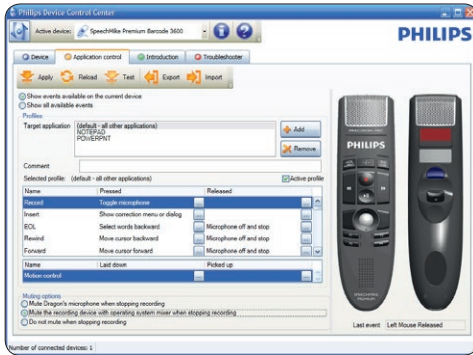 Philips Device Control Center
Active device: SpeechMike Premium Barcode 3600
PHILIPS
Device Application control Introduction Troubleshooter
Apply Reload Test Export Import
Show events available on the current device
Show all available events
Profiles
Target application (default - all other applications)
NOTEPAD
POWERPNT
Add
Remove
Comment
Selected profile: (default - all other applications) Active profile
Name Pressed Released
Record Toggle microphone
Insert Show correction menu or dialog
EOL Select words backward Microphone off and stop
Rewind Move cursor backward Microphone off and stop
Forward Move cursor forward Microphone off and stop
Name Laid down Picked up
Motion control
Muting options
Mute Dragon's microphone when stopping recording
Mute the recording device with operating system mixer when stopping recording
Do not mute when stopping recording
PHILIPS
Last event Left Mouse Released
Number of connected devices: 1